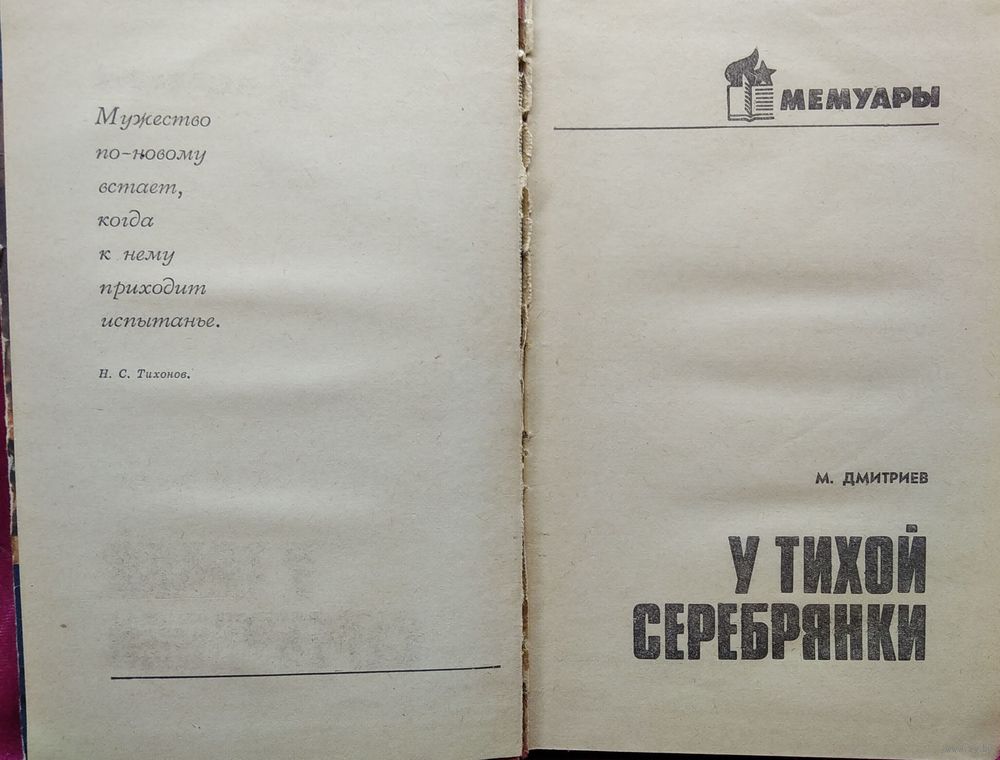 Мужество
по-новому
встает,
когда
к нему
приходит
испытанье.
Н. С. Тихонов.
МЕМУАРЫ
М. ДМИТРИЕВ
У ТИХОЙ
СЕРЕБРЯНКИ